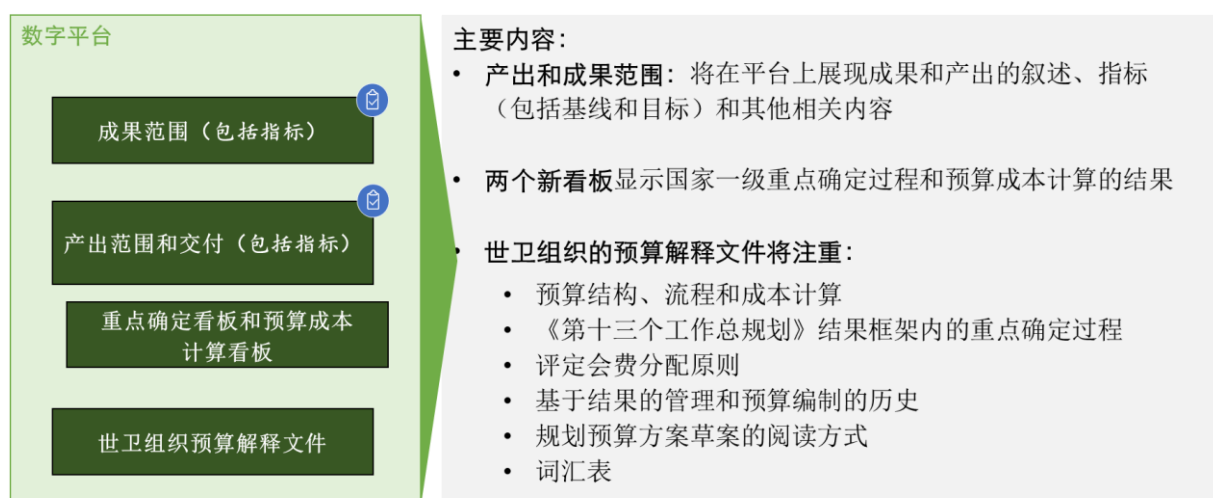 数字平台
成果范围（包括指标）
产出范围和交付（包括指标）
重点确定看板和预算成本
计算看板
世卫组织预算解释文件
主要内容：
• 产出和成果范围：将在平台上展现成果和产出的叙述、指标
（包括基线和目标）和其他相关内容
• 两个新看板显示国家一级重点确定过程和预算成本计算的结果
• 世卫组织的预算解释文件将注重：
• 预算结构、流程和成本计算
• 《第十三个工作总规划》结果框架内的重点确定过程
• 评定会费分配原则
• 基于结果的管理和预算编制的历史
• 规划预算方案草案的阅读方式
• 词汇表